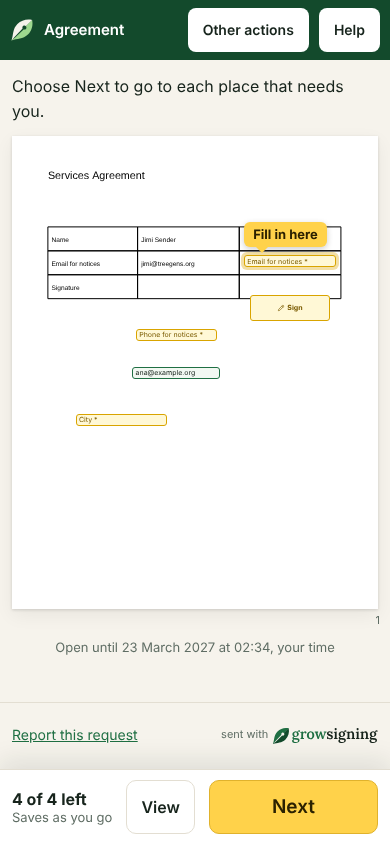 Agreement
Other actions
Help
Choose Next to go to each place that needs
you.
Services Agreement
Fill in here
Name
Jimi Sender
Email for notices
jimi@treegens.org
Email for notices *
Signature
Sign
Phone for notices *
ana@example.org
City *
1
Open until 23 March 2027 at 02:34, your time
Report this request
sent with growsigning
4 of 4 left
Saves as you go
View
Next